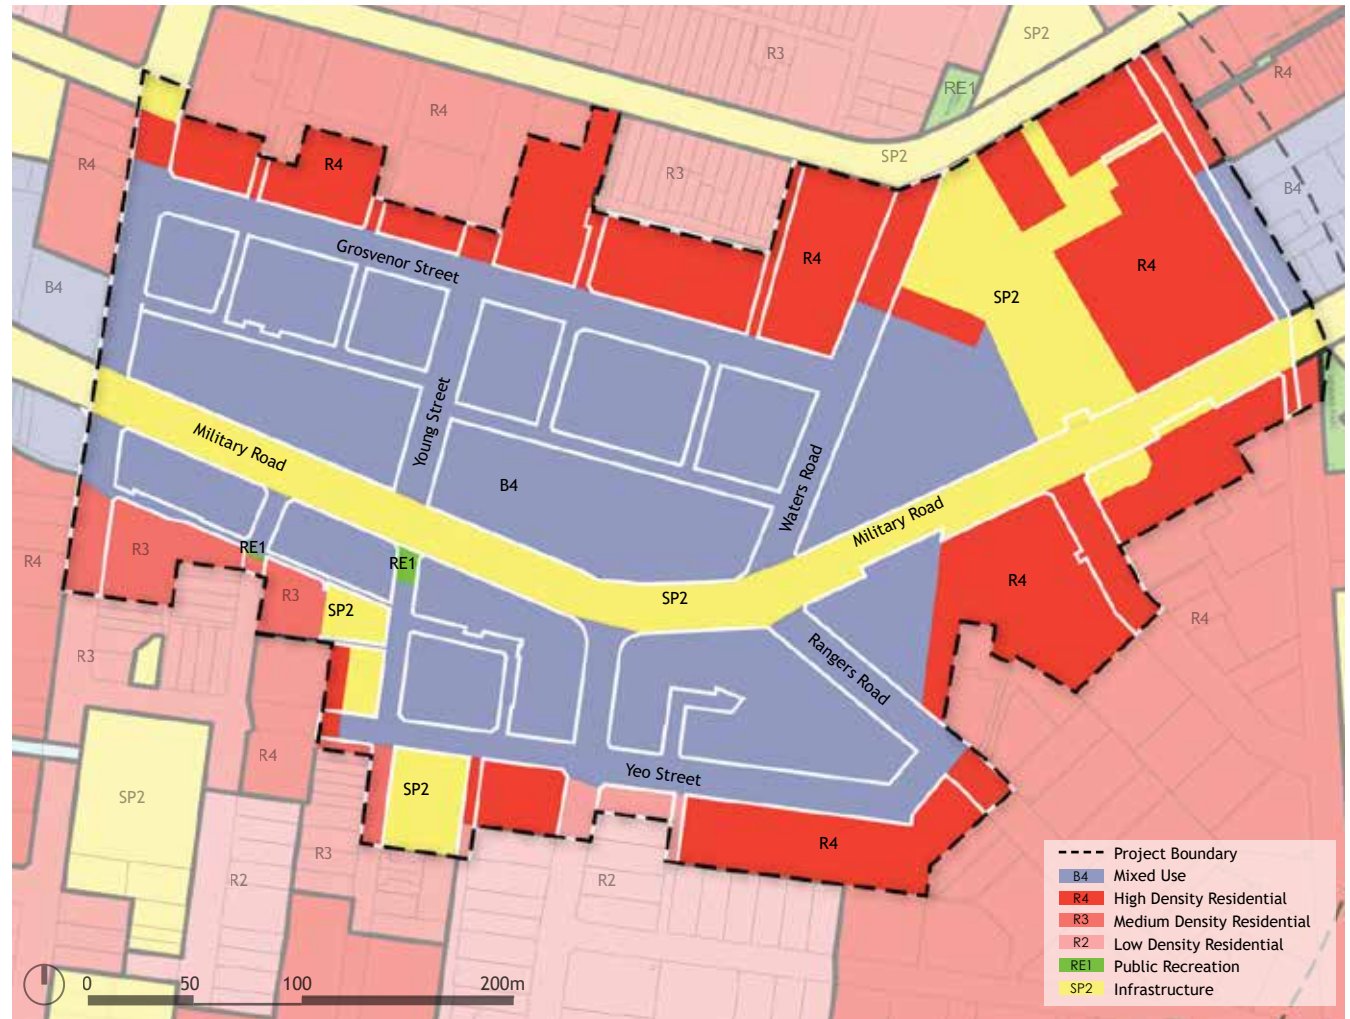 SP2
R3
R4
RE1
R4
SP2
R4
R4
R3
B4
R4
R4
Grosvenor Street
B4
SP2
Young Street
Military Road
B4
Waters Road
Military Road
R3
RE1
RE1
R4
R3
SP2
SP2
R4
R4
R3
Rangers Road
R4
Yeo Street
SP2
SP2
R3
R2
R2
R4
Project Boundary
B4 Mixed Use
R4 High Density Residential
R3 Medium Density Residential
R2 Low Density Residential
RE1 Public Recreation
SP2 Infrastructure
0 50 100 200m